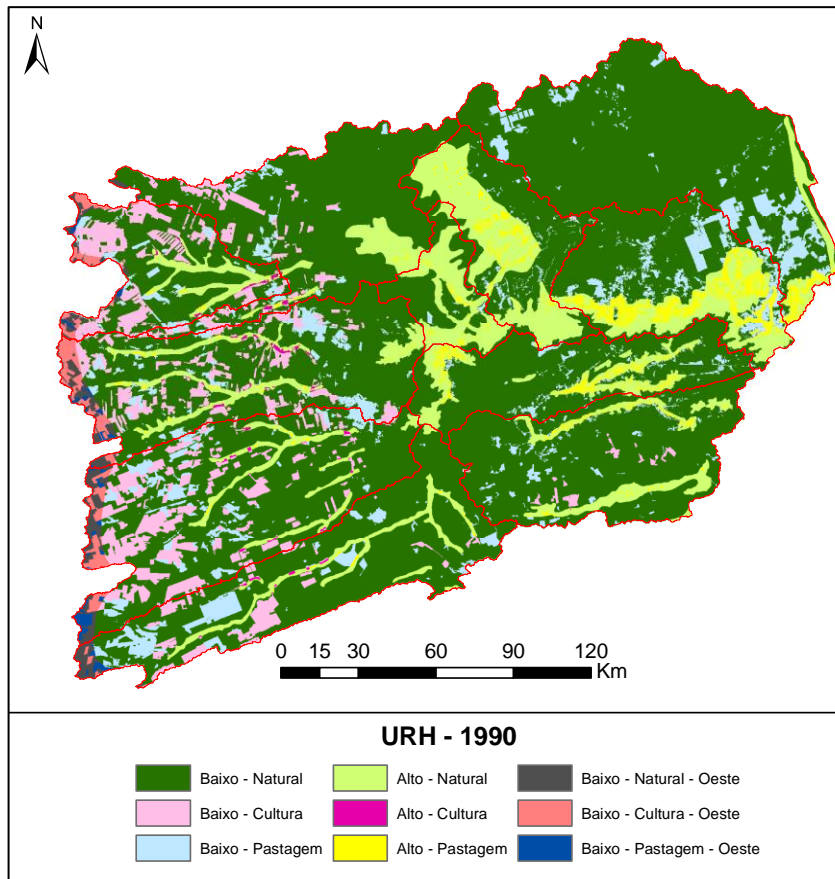 N
0 15 30 60 90 120
Km
URH - 1990
Baixo - Natural Alto - Natural Baixo - Natural - Oeste
Baixo - Cultura Alto - Cultura Baixo - Cultura - Oeste
Baixo - Pastagem Alto - Pastagem Baixo - Pastagem - Oeste